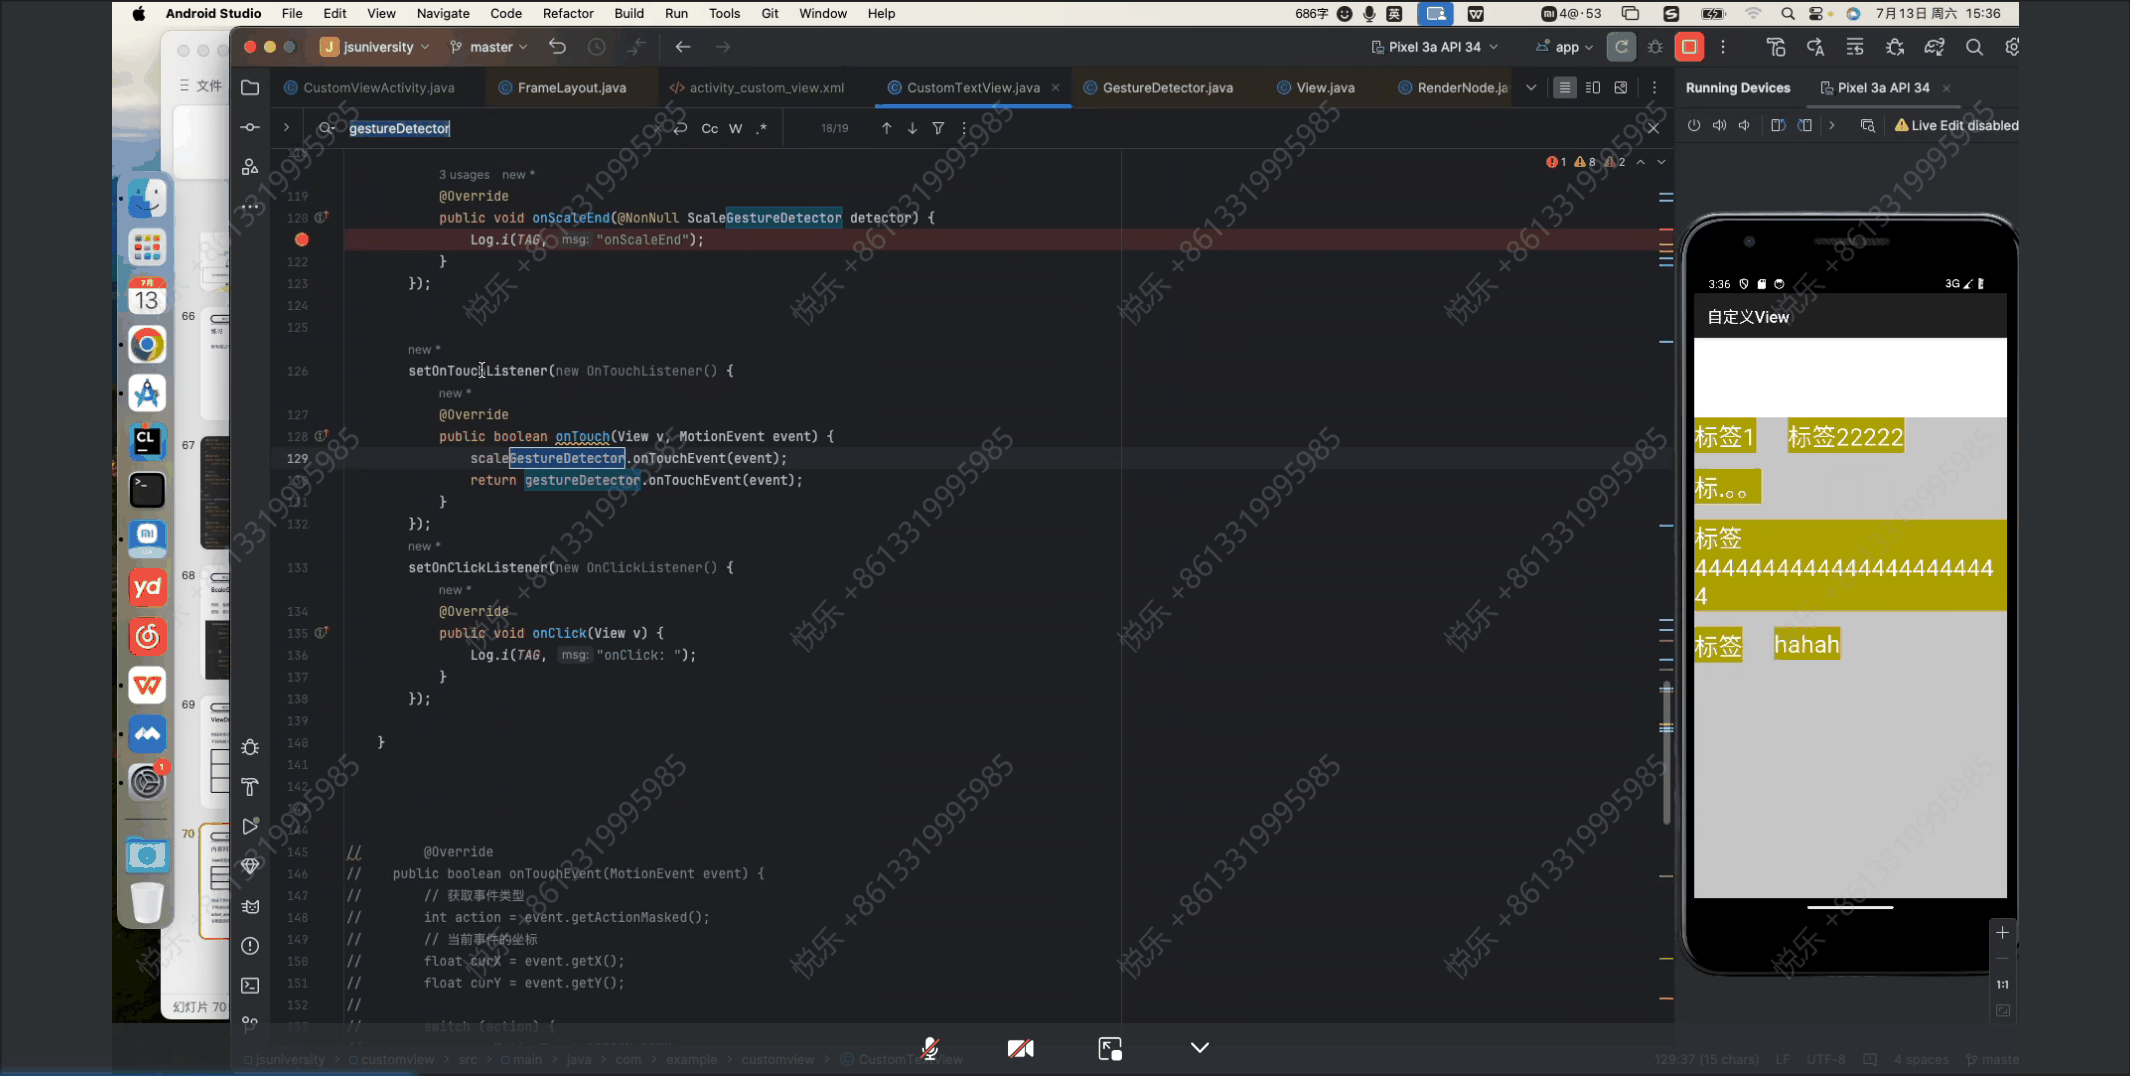 Android Studio File Edit View Navigate Code Refactor Build Run Tools Git Window Help 686字 英 4@·53 7月13日 周六 15:36
jsuniversity master Pixel 3a API 34 app
文件
CustomViewActivity.java FrameLayout.java activity_custom_view.xml CustomTextView.java GestureDetector.java View.java RenderNode.ja Running Devices Pixel 3a API 34
gestureDetector Cc W .* 18/19 Live Edit disabled
1 8 2
3 usages new *
119 @Override
120 public void onScaleEnd(@NonNull ScaleGestureDetector detector) {
Log.i(TAG, msg: "onScaleEnd");
122 }
123 });
124
125
new *
126 setOnTouchListener(new OnTouchListener() {
new *
127 @Override
128 public boolean onTouch(View v, MotionEvent event) {
129 scaleGestureDetector.onTouchEvent(event);
130 return gestureDetector.onTouchEvent(event);
131 }
132 });
new *
133 setOnClickListener(new OnClickListener() {
new *
134 @Override
135 public void onClick(View v) {
136 Log.i(TAG, msg: "onClick: ");
137 }
138 });
139
140 }
141
142
143
144
145 // @Override
146 // public boolean onTouchEvent(MotionEvent event) {
147 // // 获取事件类型
148 // int action = event.getActionMasked();
149 // // 当前事件的坐标
150 // float curX = event.getX();
151 // float curY = event.getY();
152 //
153 // switch (action) {
jsuniversity > customview > src > main > java > com > example > customview > CustomTextView 129:37 (15 chars) LF UTF-8 4 spaces maste
3:36 3G
自定义View
标签1 标签22222
标.。。
标签
4444444444444444444444
4
标签 hahah
1:1
7月
13
CL
mi
yd
1
66
67
68
69
70
幻灯片 70
悦乐 +8613319995985